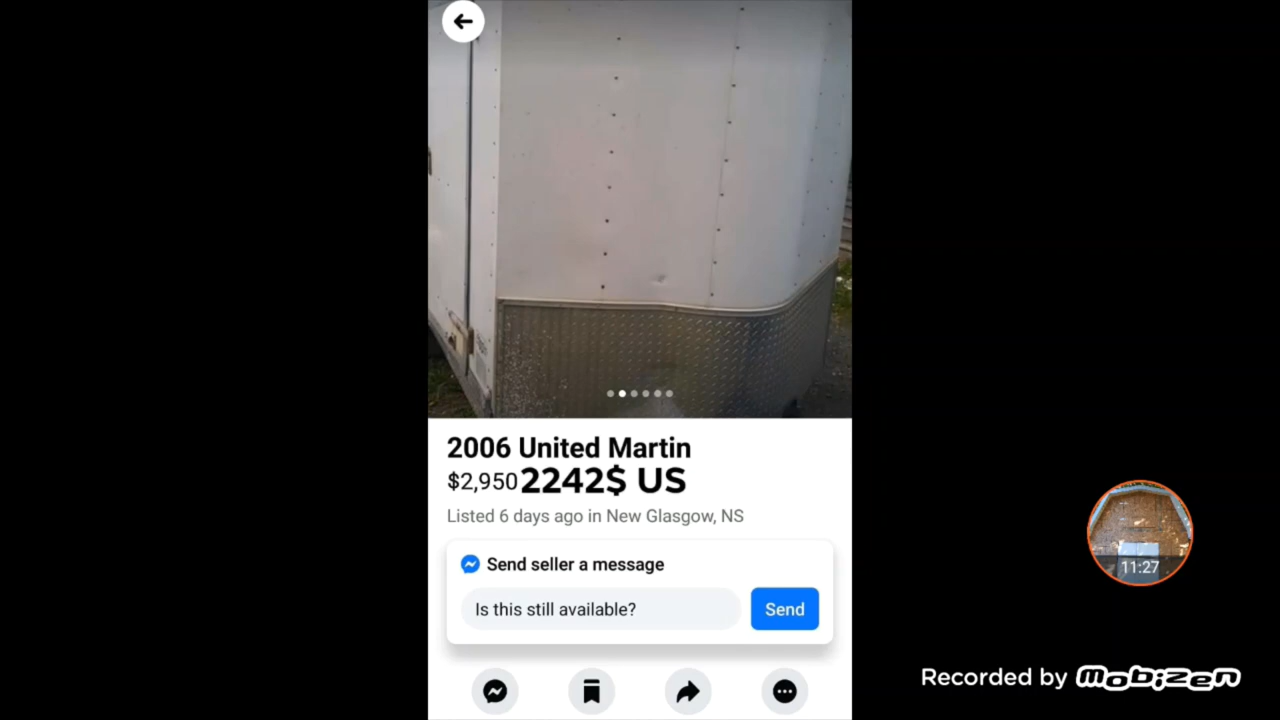 2006 United Martin
$2,950 2242$ US
Listed 6 days ago in New Glasgow, NS
Send seller a message
Is this still available?
Send
11:27
Recorded by mobizen